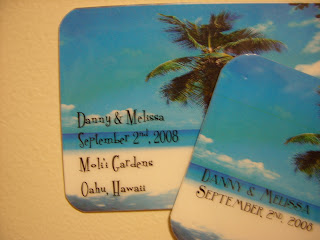 Danny & Melissa
September 2nd, 2008
Moli'i Gardens
Oahu, Hawaii
Danny & Melissa
September 2nd, 2008